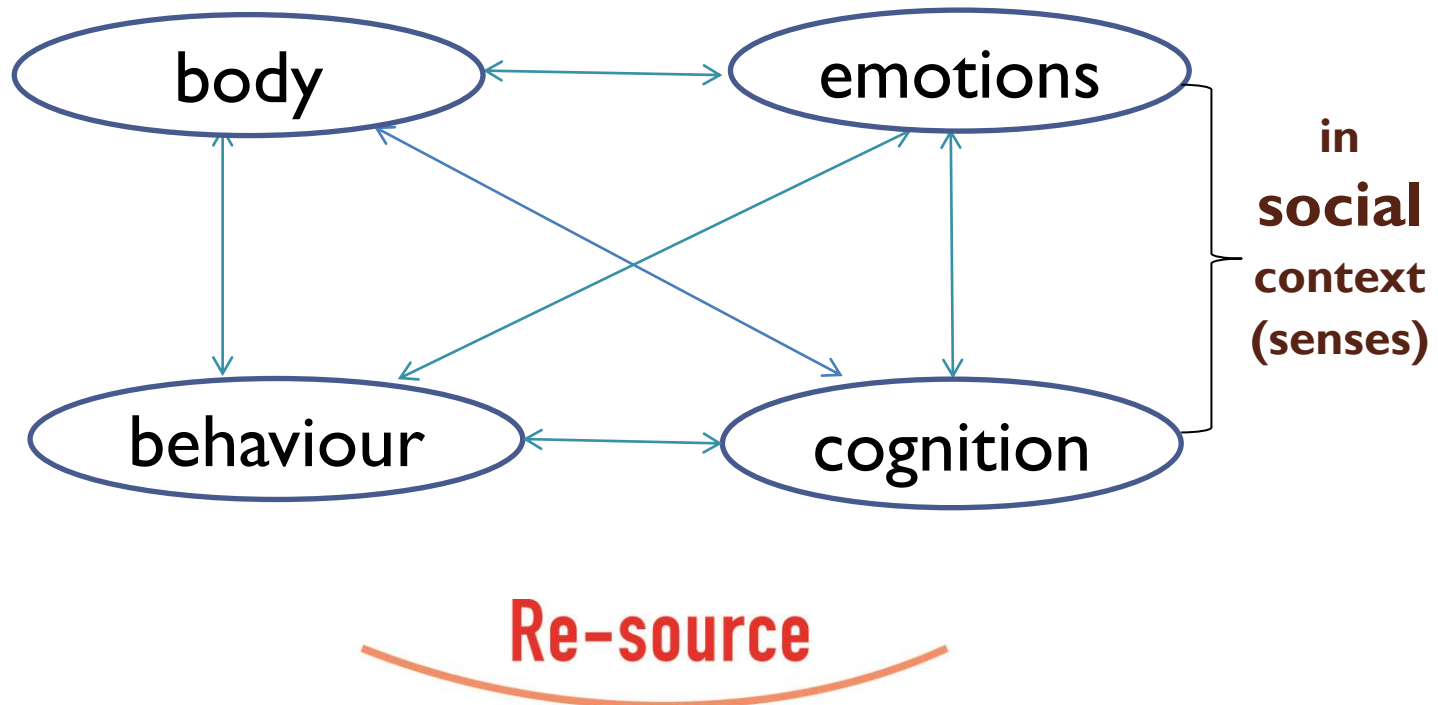 body
emotions
in
social
context
(senses)
behaviour
cognition
Re-source